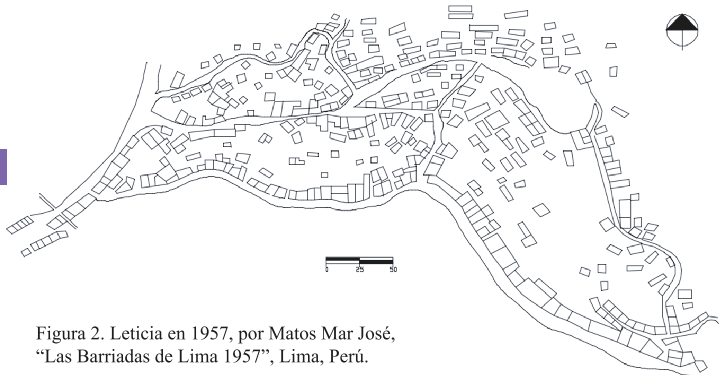 0 25 50
Figura 2. Leticia en 1957, por Matos Mar José,
“Las Barriadas de Lima 1957”, Lima, Perú.